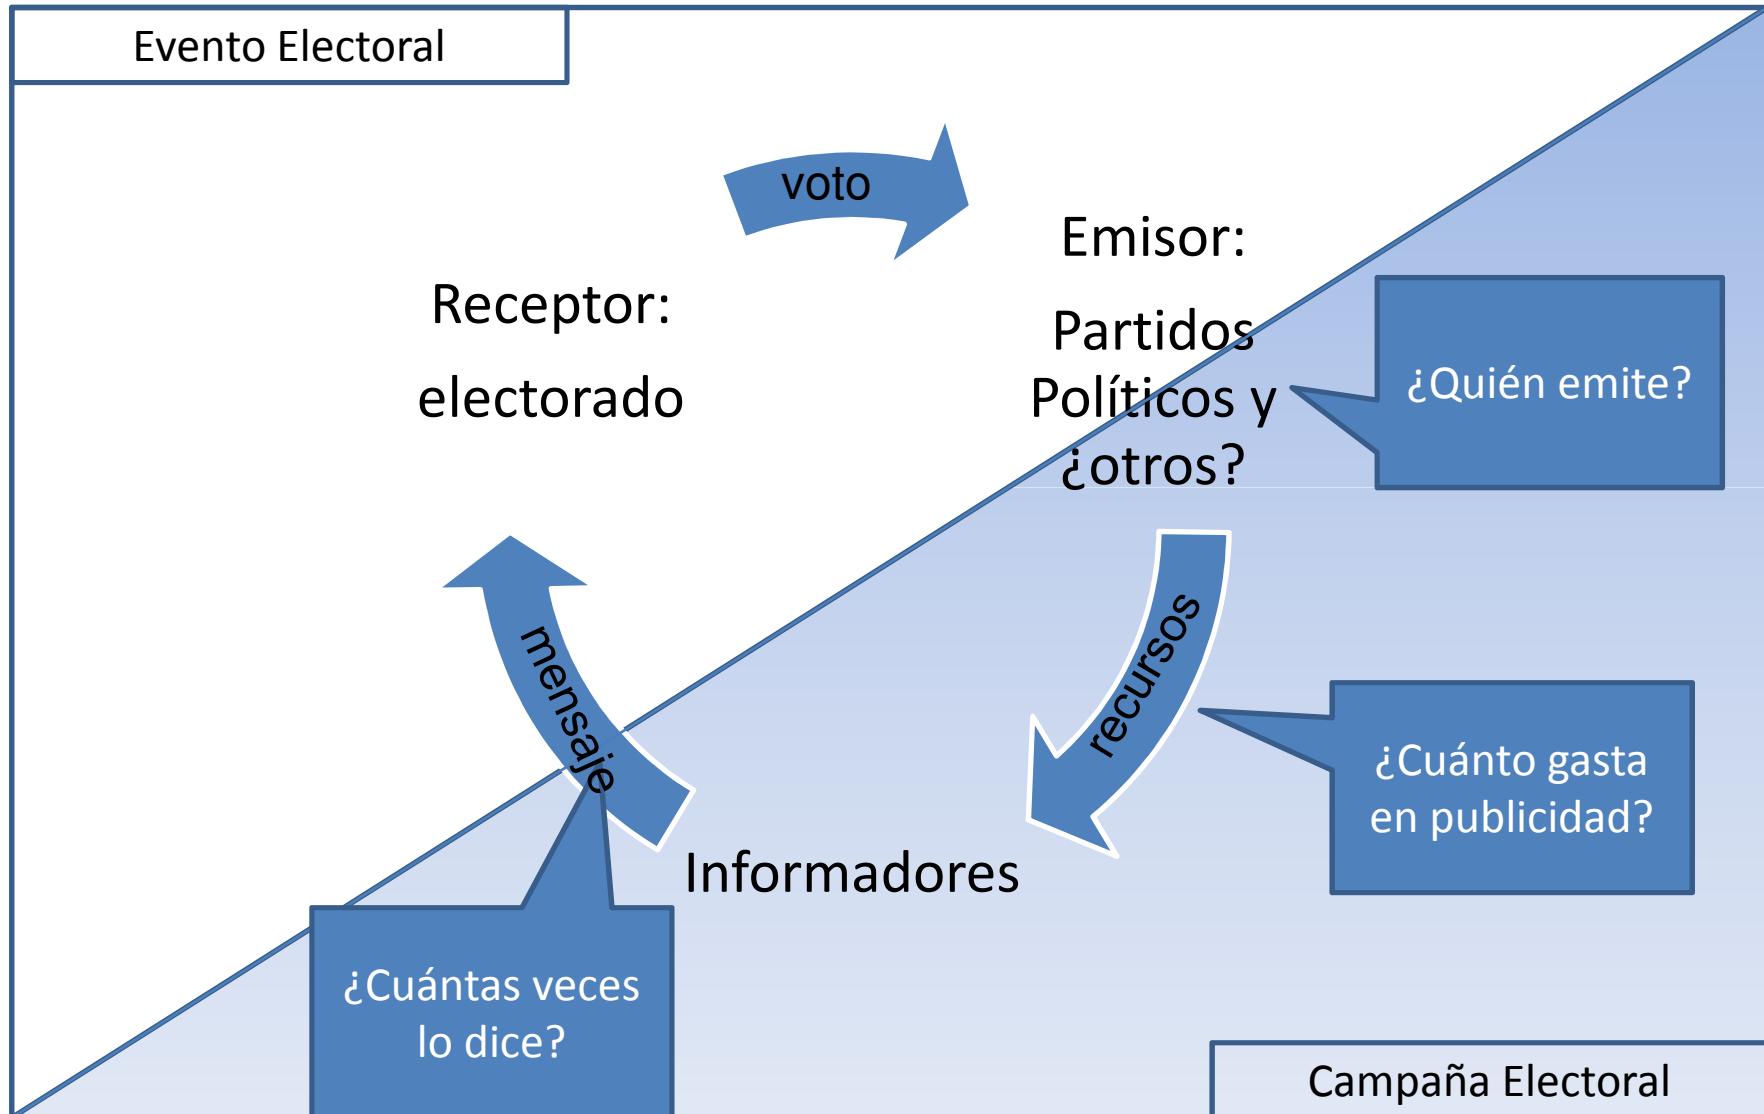 Evento Electoral
voto
Emisor:
Partidos
Políticos y
¿otros?
Receptor:
electorado
¿Quién emite?
recursos
mensaje
¿Cuánto gasta
en publicidad?
Informadores
¿Cuántas veces
lo dice?
Campaña Electoral